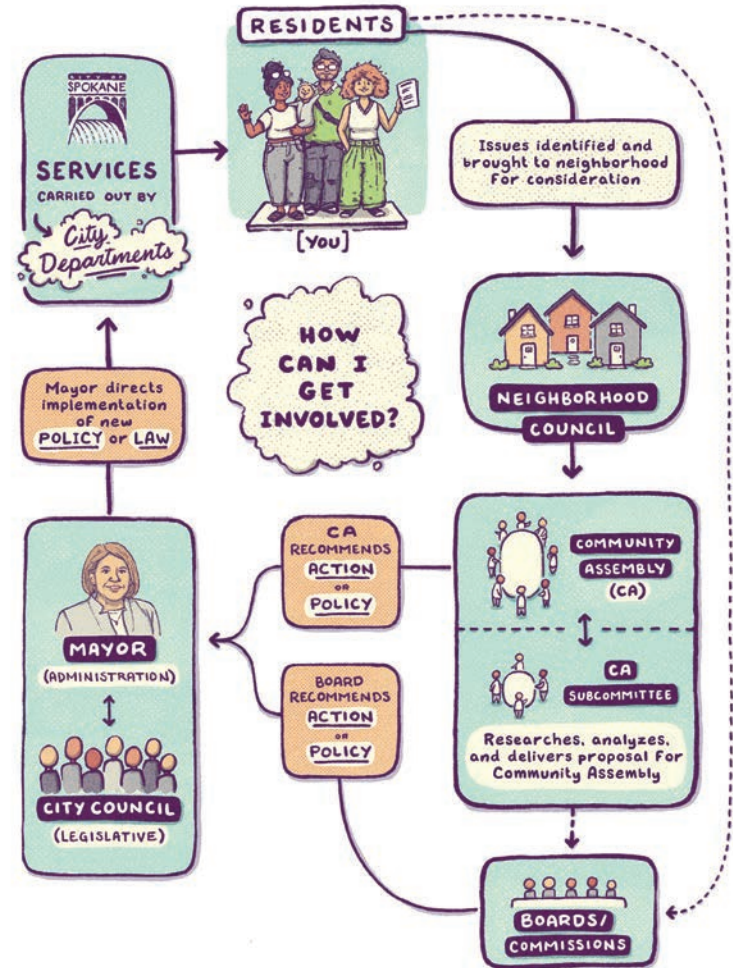 RESIDENTS
[YOU]
Issues identified and
brought to neighborhood
for consideration
NEIGHBORHOOD
COUNCIL
COMMUNITY
ASSEMBLY
(CA)
CA
SUBCOMMITTEE
Researches, analyzes,
and delivers proposal for
Community Assembly
BOARDS/
COMMISSIONS
CA
RECOMMENDS
ACTION
OR
POLICY
BOARD
RECOMMENDS
ACTION
OR
POLICY
MAYOR
(ADMINISTRATION)
CITY COUNCIL
(LEGISLATIVE)
Mayor directs
implementation
of new
POLICY or LAW
CITY OF
SPOKANE
SERVICES
CARRIED OUT BY
City
Departments
HOW
CAN I
GET
INVOLVED?